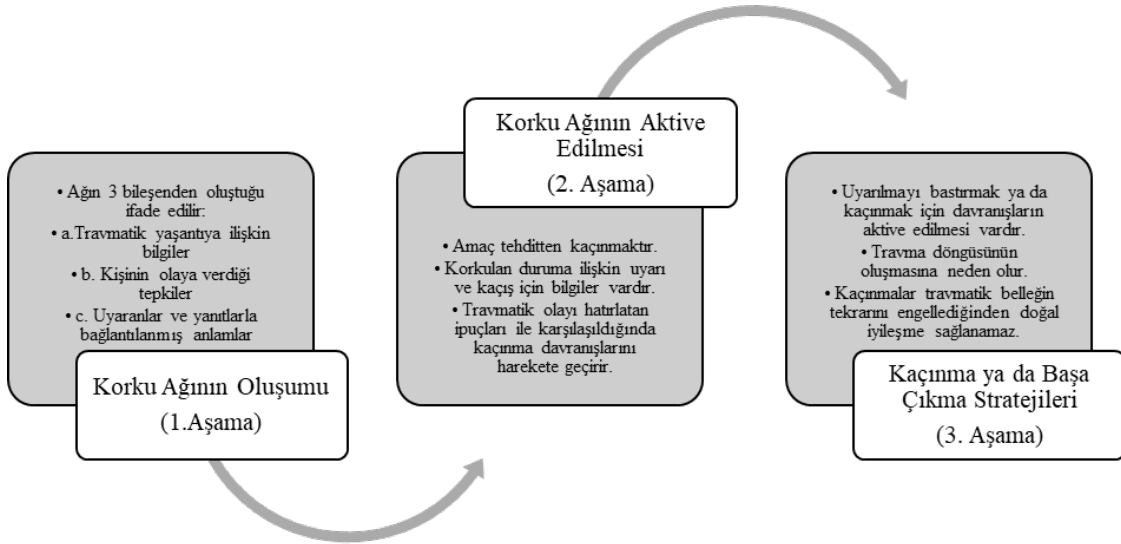 • Ağın 3 bileşenden oluştuğu
ifade edilir:
• a.Travmatik yaşantıya ilişkin
bilgiler
• b. Kişinin olaya verdiği
tepkiler
• c. Uyaranlar ve yanıtlarla
bağlantılanmış anlamlar
Korku Ağının Oluşumu
(1.Aşama)
Korku Ağının Aktive
Edilmesi
(2. Aşama)
• Amaç tehditten kaçınmaktır.
• Korkulan duruma ilişkin uyarı
ve kaçış için bilgiler vardır.
• Travmatik olayı hatırlatan
ipuçları ile karşılaşıldığında
kaçınma davranışlarını
harekete geçirir.
• Uyarılmayı bastırmak ya da
kaçınmak için davranışların
aktive edilmesi vardır.
• Travma döngüsünün
oluşmasına neden olur.
• Kaçınmalar travmatik belleğin
tekrarını engellediğinden doğal
iyileşme sağlanamaz.
Kaçınma ya da Başa
Çıkma Stratejileri
(3. Aşama)